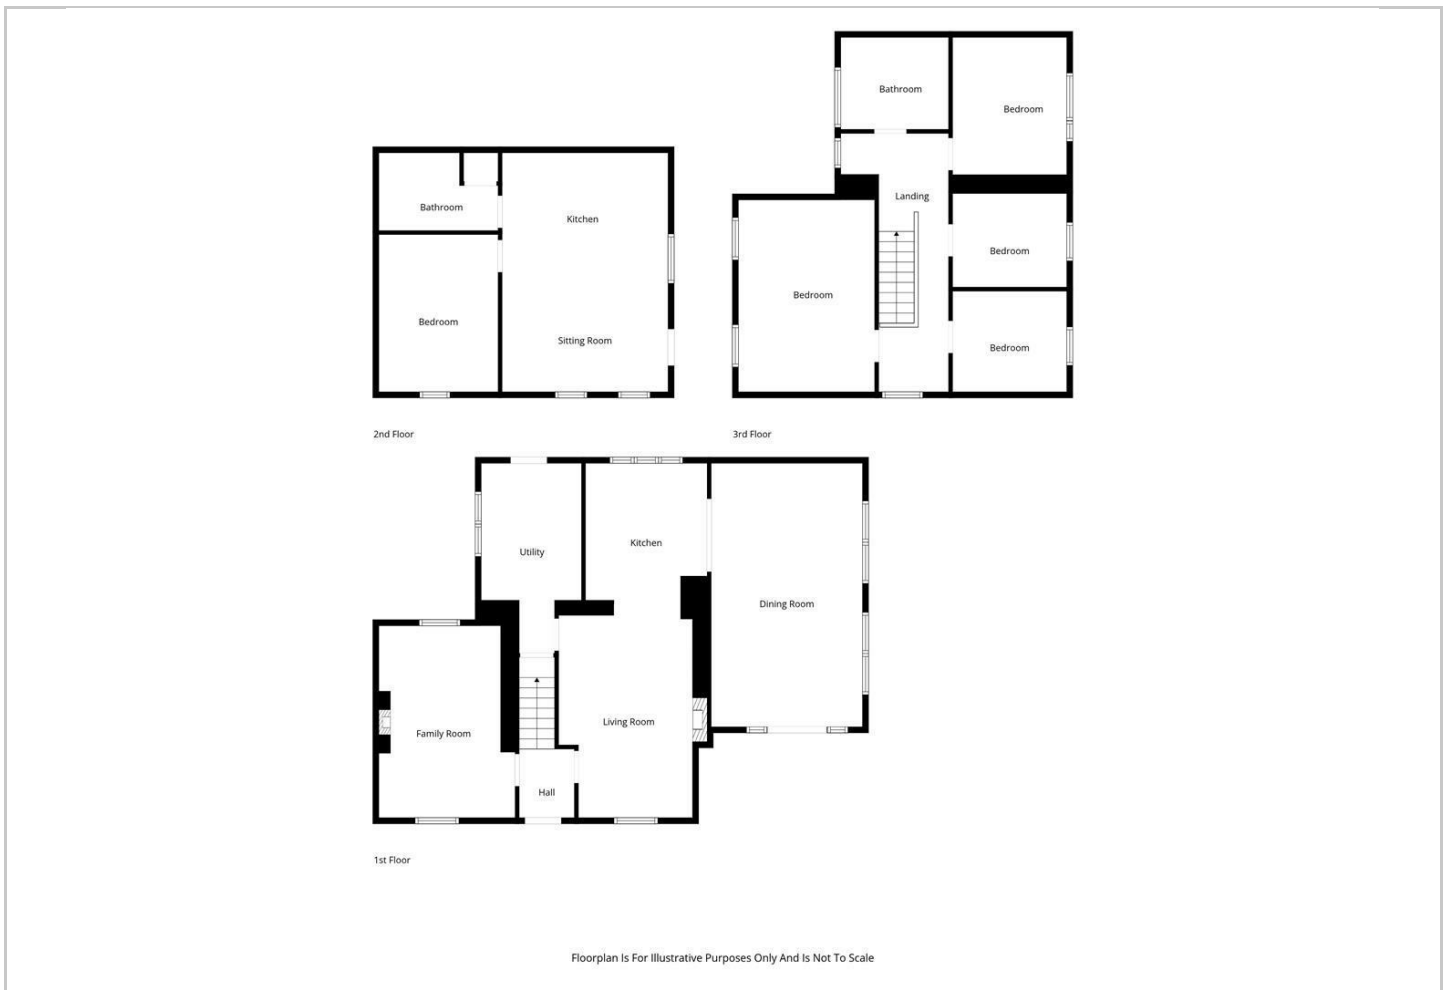 Bathroom
Bedroom
Bathroom
Kitchen
Landing
Bedroom
Bedroom
Bedroom
Sitting Room
Bedroom
2nd Floor
3rd Floor
Kitchen
Utility
Dining Room
Living Room
Family Room
Hall
1st Floor
Floorplan Is For Illustrative Purposes Only And Is Not To Scale